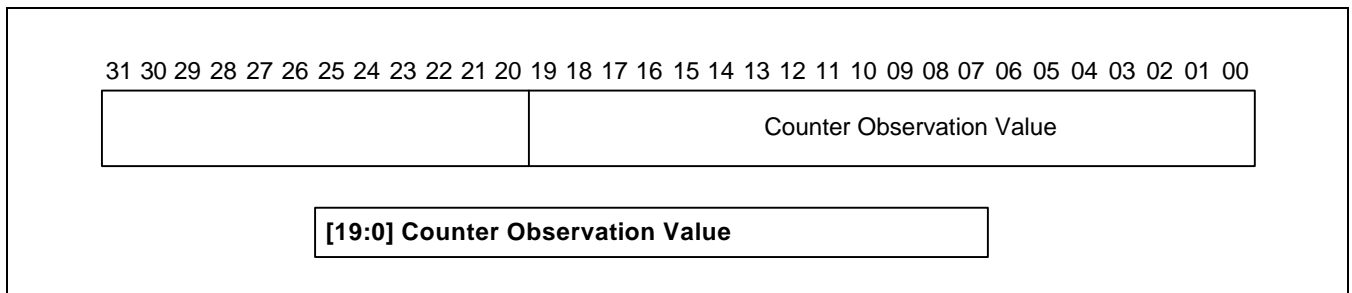 31 30 29 28 27 26 25 24 23 22 21 20 19 18 17 16 15 14 13 12 11 10 09 08 07 06 05 04 03 02 01 00
Counter Observation Value
[19:0] Counter Observation Value